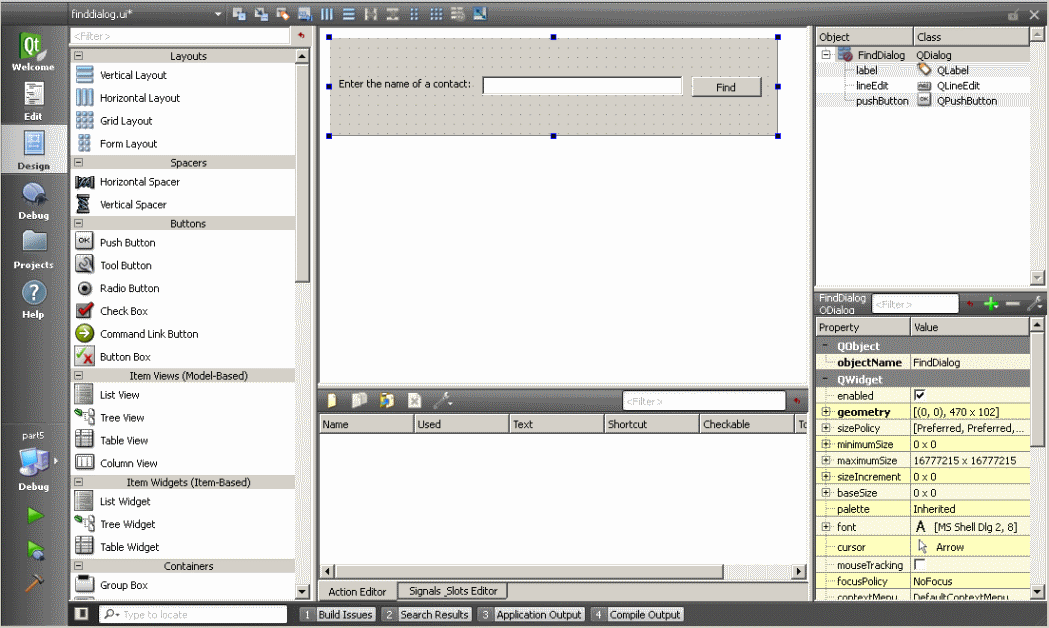 finddialog.ui*
Welcome
Edit
Design
Debug
Projects
Help
part5
Debug
<Filter>
Layouts
Vertical Layout
Horizontal Layout
Grid Layout
Form Layout
Spacers
Horizontal Spacer
Vertical Spacer
Buttons
OK Push Button
Tool Button
Radio Button
Check Box
Command Link Button
Button Box
Item Views (Model-Based)
List View
Tree View
Table View
Column View
Item Widgets (Item-Based)
List Widget
Tree Widget
Table Widget
Containers
Group Box
Enter the name of a contact:
Find
<Filter>
Name Used Text Shortcut Checkable To
Action Editor Signals _Slots Editor
Object Class
FindDialog QDialog
label QLabel
lineEdit QLineEdit
pushButton OK QPushButton
FindDialog
QDialog
<Filter>
Property Value
QObject
objectName FindDialog
QWidget
enabled
geometry [(0, 0), 470 x 102]
sizePolicy [Preferred, Preferred,...
minimumSize 0 x 0
maximumSize 16777215 x 16777215
sizeIncrement 0 x 0
baseSize 0 x 0
palette Inherited
font A [MS Shell Dlg 2, 8]
cursor Arrow
mouseTracking
focusPolicy NoFocus
contextMenu DefaultContextMenu
Type to locate
1 Build Issues 2 Search Results 3 Application Output 4 Compile Output